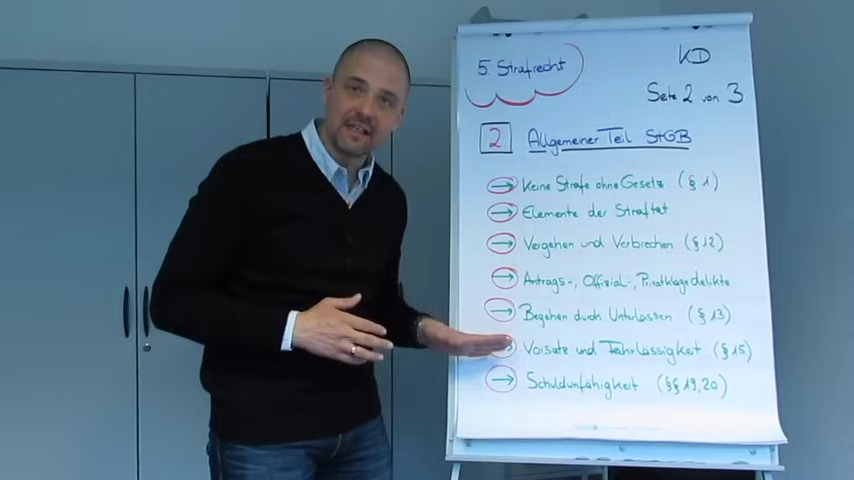 5. Strafrecht
KD
Seite 2 von 3
2 Allgemeiner Teil StGB
→ Keine Strafe ohne Gesetz (§ 1)
→ Elemente der Straftat
→ Vergehen und Verbrechen (§ 12)
→ Antrags-, Offizial-, Privatklagedelikte
→ Begehen durch Unterlassen (§ 13)
→ Vorsatz und Fahrlässigkeit (§ 15)
→ Schuldunfähigkeit (§§ 19, 20)